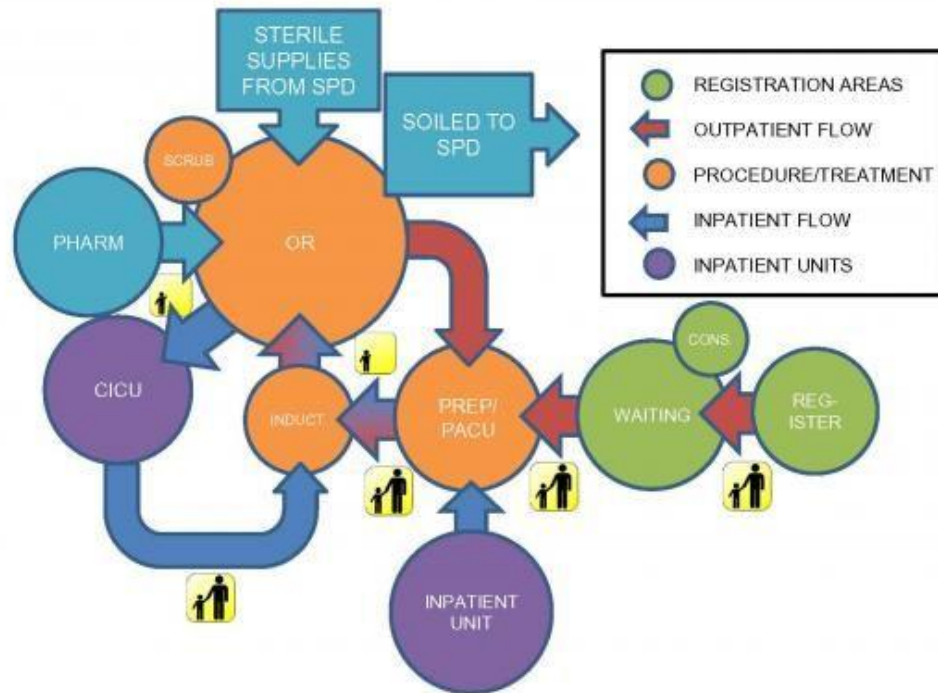 STERILE
SUPPLIES
FROM SPD
SOILED TO
SPD
REGISTRATION AREAS
OUTPATIENT FLOW
PROCEDURE/TREATMENT
INPATIENT FLOW
INPATIENT UNITS
SCRUB
PHARM
OR
CICU
INDUCT.
PREP/
PACU
CONS.
WAITING
REG-
ISTER
INPATIENT
UNIT